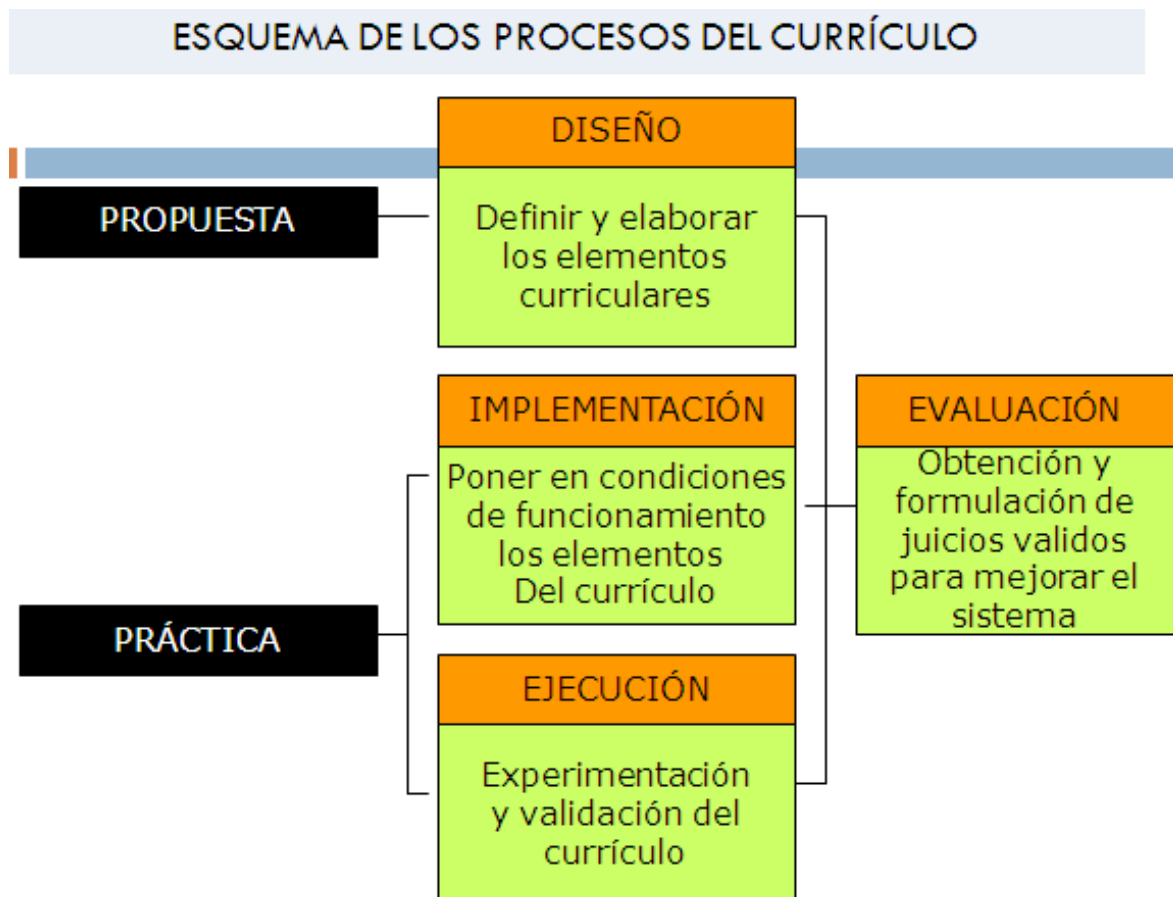 ESQUEMA DE LOS PROCESOS DEL CURRÍCULO
DISEÑO
PROPUESTA
Definir y elaborar
los elementos
curriculares
IMPLEMENTACIÓN
Poner en condiciones
de funcionamiento
los elementos
Del currículo
EVALUACIÓN
Obtención y
formulación de
juicios validos
para mejorar el
sistema
PRÁCTICA
EJECUCIÓN
Experimentación
y validación del
currículo